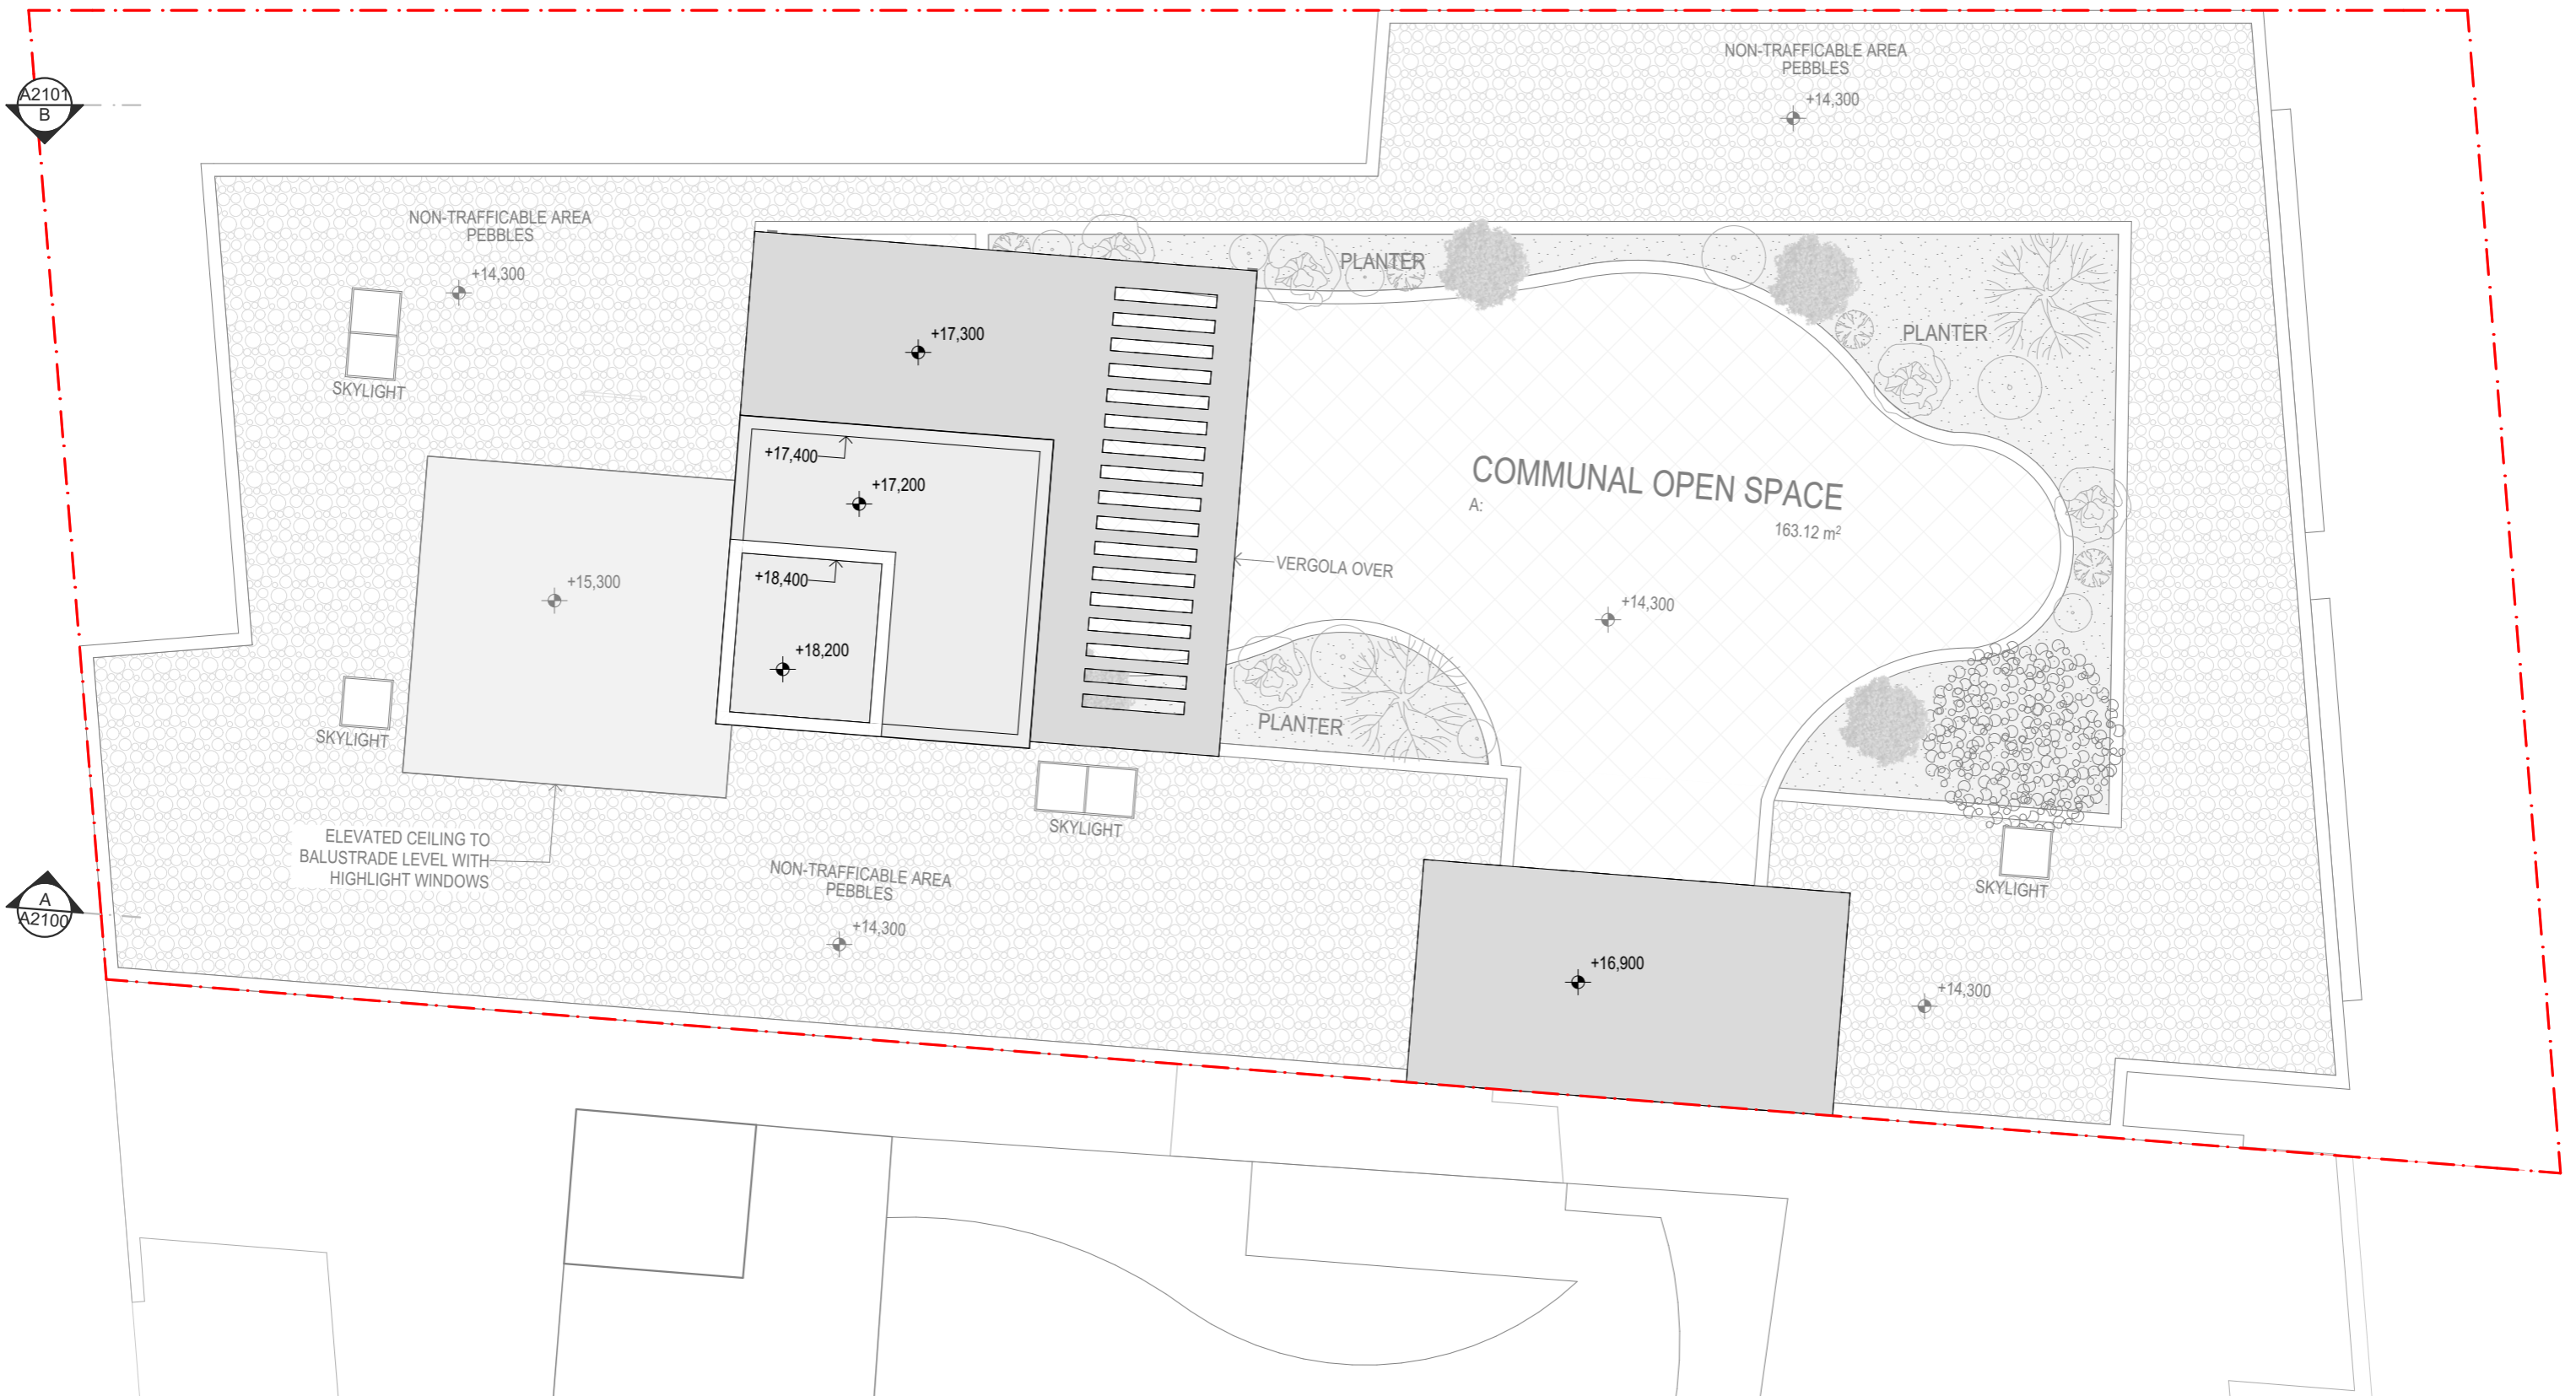 NON-TRAFFICABLE AREA
PEBBLES
+14,300
A2101
B
NON-TRAFFICABLE AREA
PEBBLES
+14,300
SKYLIGHT
PLANTER
PLANTER
+17,300
+17,400
+17,200
COMMUNAL OPEN SPACE
A:
163.12 m²
VERGOLA OVER
+18,400
+15,300
+14,300
+18,200
SKYLIGHT
PLANTER
SKYLIGHT
ELEVATED CEILING TO
BALUSTRADE LEVEL WITH
HIGHLIGHT WINDOWS
NON-TRAFFICABLE AREA
PEBBLES
+14,300
SKYLIGHT
A
A2100
+16,900
+14,300